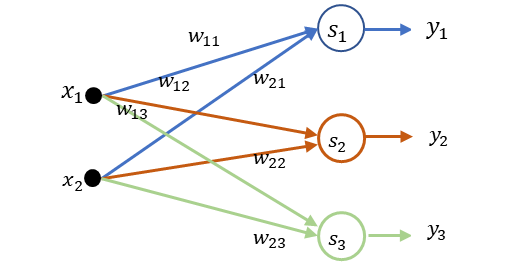 w₁₁
s₁
y₁
x₁
w₁₂
w₂₁
w₁₃
s₂
y₂
x₂
w₂₂
w₂₃
s₃
y₃